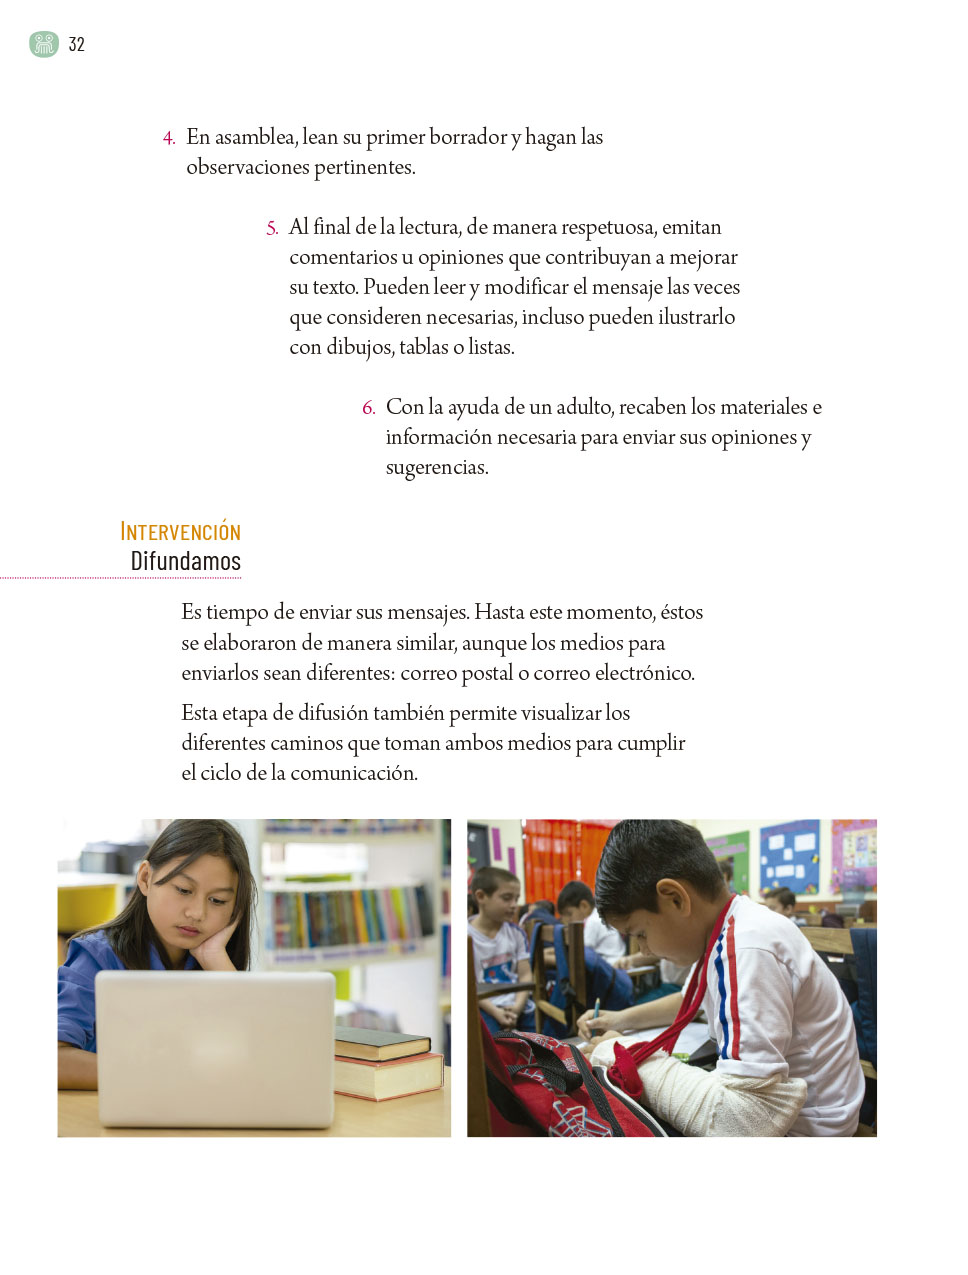 32
4. En asamblea, lean su primer borrador y hagan las
observaciones pertinentes.
5. Al final de la lectura, de manera respetuosa, emitan
comentarios u opiniones que contribuyan a mejorar
su texto. Pueden leer y modificar el mensaje las veces
que consideren necesarias, incluso pueden ilustrarlo
con dibujos, tablas o listas.
6. Con la ayuda de un adulto, recaben los materiales e
información necesaria para enviar sus opiniones y
sugerencias.
Intervención
Difundamos
Es tiempo de enviar sus mensajes. Hasta este momento, éstos
se elaboraron de manera similar, aunque los medios para
enviarlos sean diferentes: correo postal o correo electrónico.
Esta etapa de difusión también permite visualizar los
diferentes caminos que toman ambos medios para cumplir
el ciclo de la comunicación.